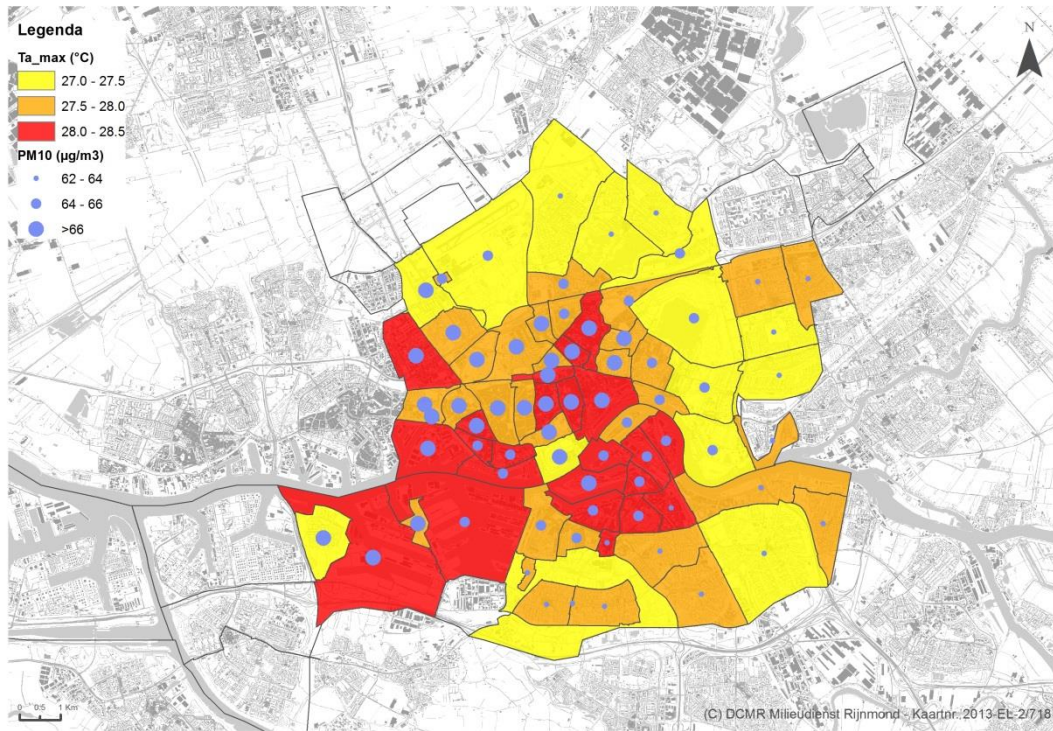 Legenda
Ta_max (°C)
27.0 - 27.5
27.5 - 28.0
28.0 - 28.5
PM10 (µg/m3)
62 - 64
64 - 66
>66
N
0 0.5 1 Km
(C) DCMR Milieudienst Rijnmond - Kaartnr. 2013-EL-2/718